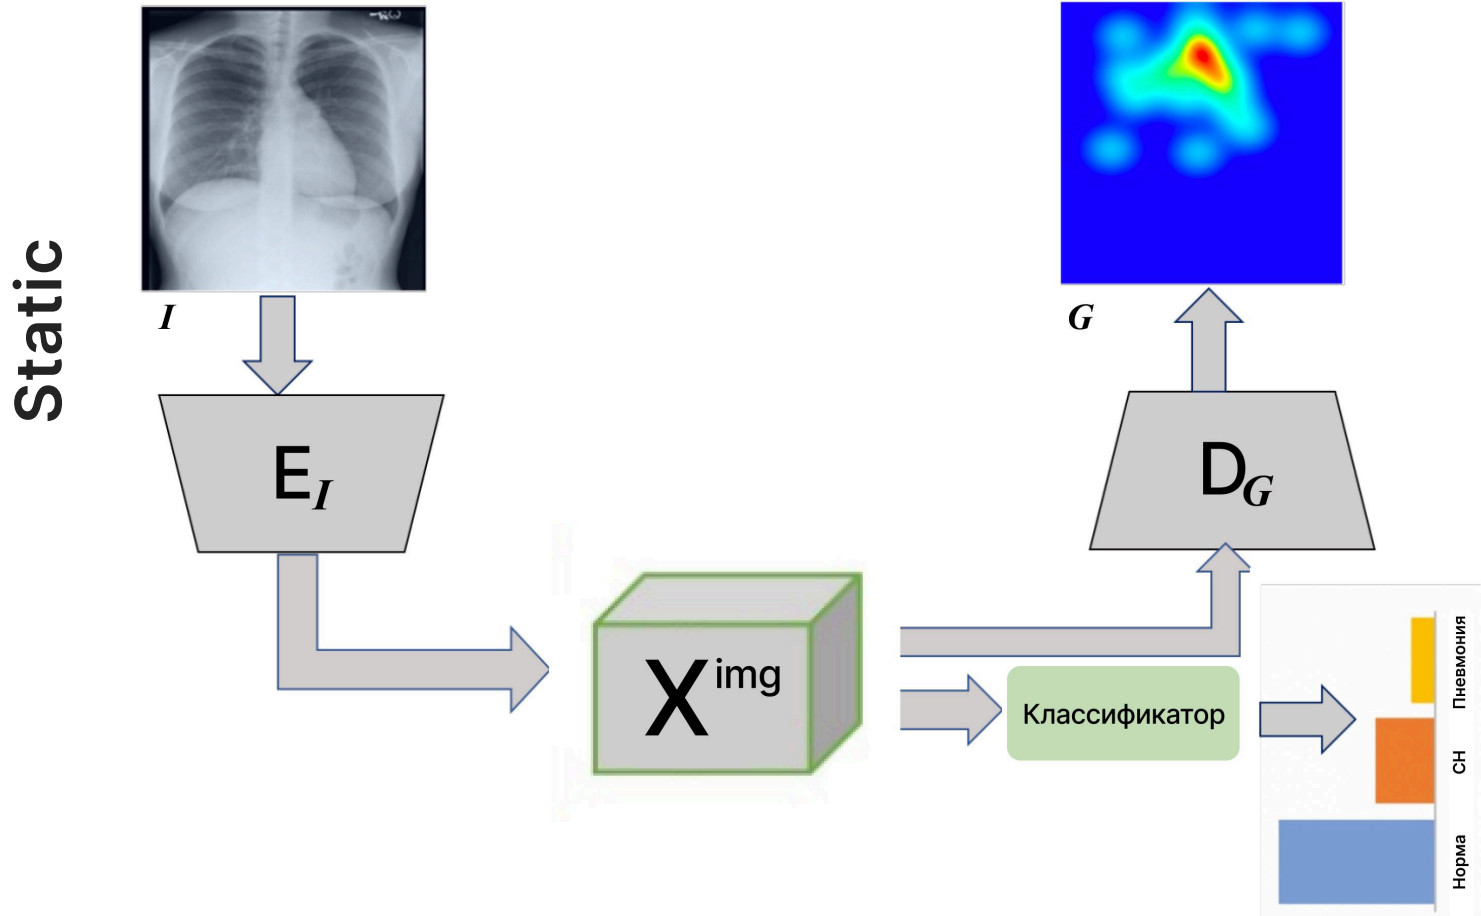 Static
I
G
E_I
D_G
X^img
Классификатор
Пневмония
СН
Норма